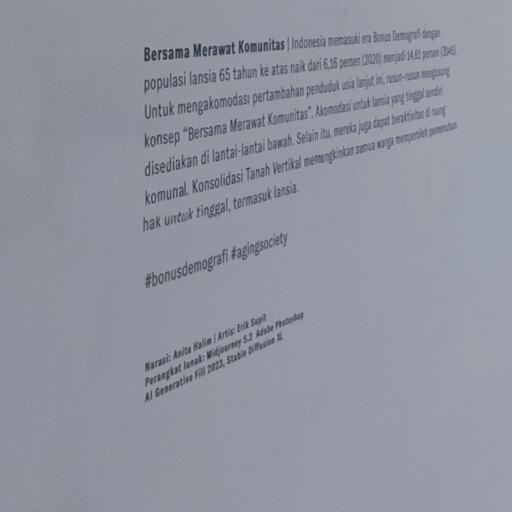 Bersama Merawat Komunitas | Indonesia memasuki era Bonus Demografi dengan
populasi lansia 65 tahun ke atas naik dari 6,16 persen (2020) menjadi 14,61 persen (2045).
Untuk mengakomodasi pertambahan penduduk usia lanjut ini, rusun-rusun mengusung
konsep “Bersama Merawat Komunitas”. Akomodasi untuk lansia yang tinggal sendiri
disediakan di lantai-lantai bawah. Selain itu, mereka juga dapat beraktivitas di ruang
komunal. Konsolidasi Tanah Vertikal memungkinkan semua warga memperoleh pemenuhan
hak untuk tinggal, termasuk lansia.
#bonusdemografi #agingsociety
Narasi: Anita Halim | Artis: Erik Supit
Perangkat lunak: Midjourney 5.2 Adobe Photoshop
AI Generative Fill 2023, Stable Diffusion XL